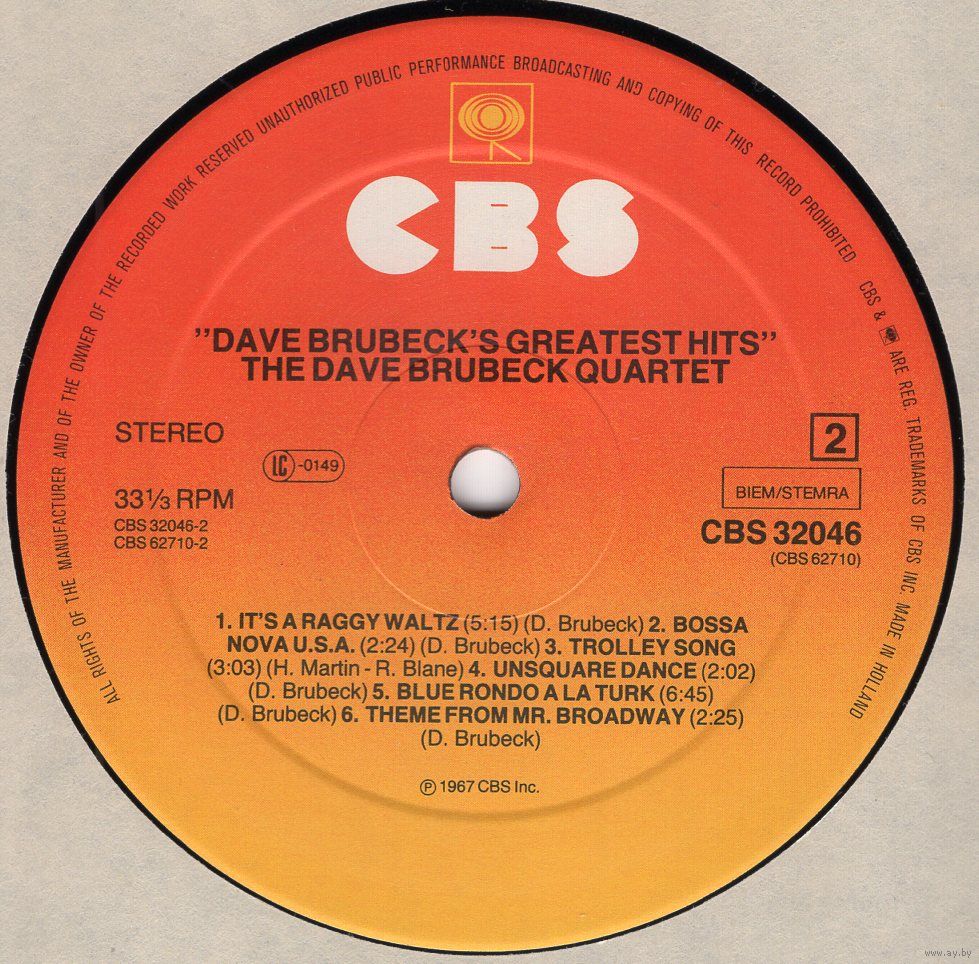 ALL RIGHTS OF THE MANUFACTURER AND OF THE OWNER OF THE RECORDED WORK RESERVED UNAUTHORIZED PUBLIC PERFORMANCE BROADCASTING AND COPYING OF THIS RECORD PROHIBITED
CBS & ARE REG. TRADEMARKS OF CBS INC. MADE IN HOLLAND
CBS
"DAVE BRUBECK'S GREATEST HITS"
THE DAVE BRUBECK QUARTET
STEREO
LC-0149
33⅓ RPM
CBS 32046-2
CBS 62710-2
2
BIEM/STEMRA
CBS 32046
(CBS 62710)
1. IT'S A RAGGY WALTZ (5:15) (D. Brubeck) 2. BOSSA
NOVA U.S.A. (2:24) (D. Brubeck) 3. TROLLEY SONG
(3:03) (H. Martin - R. Blane) 4. UNSQUARE DANCE (2:02)
(D. Brubeck) 5. BLUE RONDO A LA TURK (6:45)
(D. Brubeck) 6. THEME FROM MR. BROADWAY (2:25)
(D. Brubeck)
℗ 1967 CBS Inc.
www.ay.by